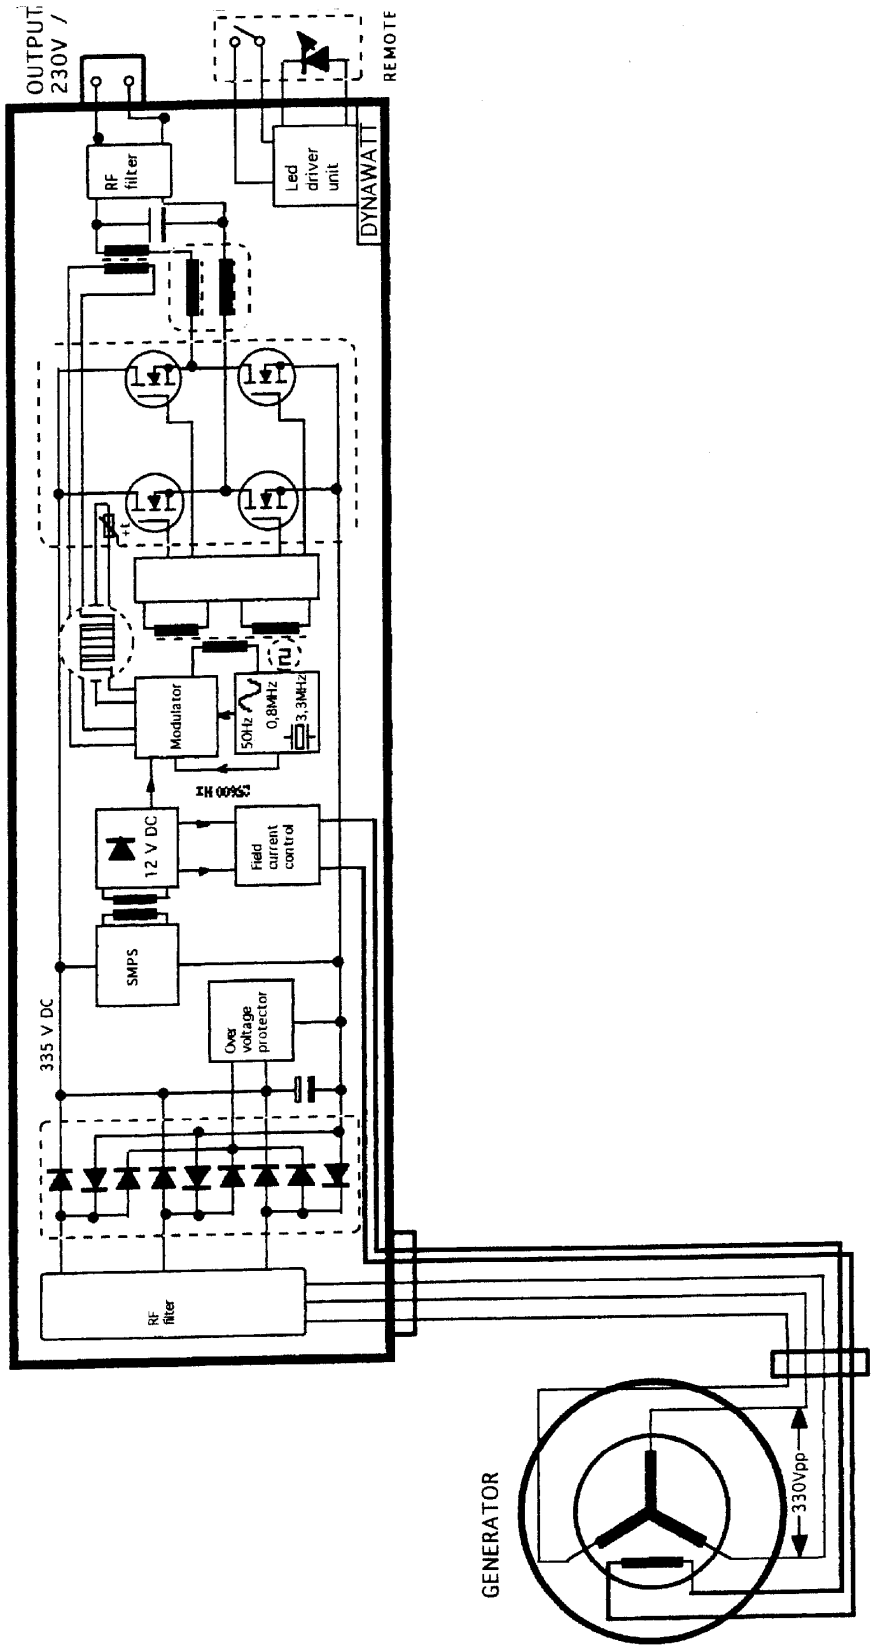 OUTPUT
230V /
REMOTE
RF
filter
Led
driver
unit
DYNAWATT
+t
Modulator
50Hz
0,8MHz
3,3MHz
12 V DC
Field
current
control
SMPS
335 V DC
Over
voltage
protector
RF
filter
GENERATOR
330Vpp